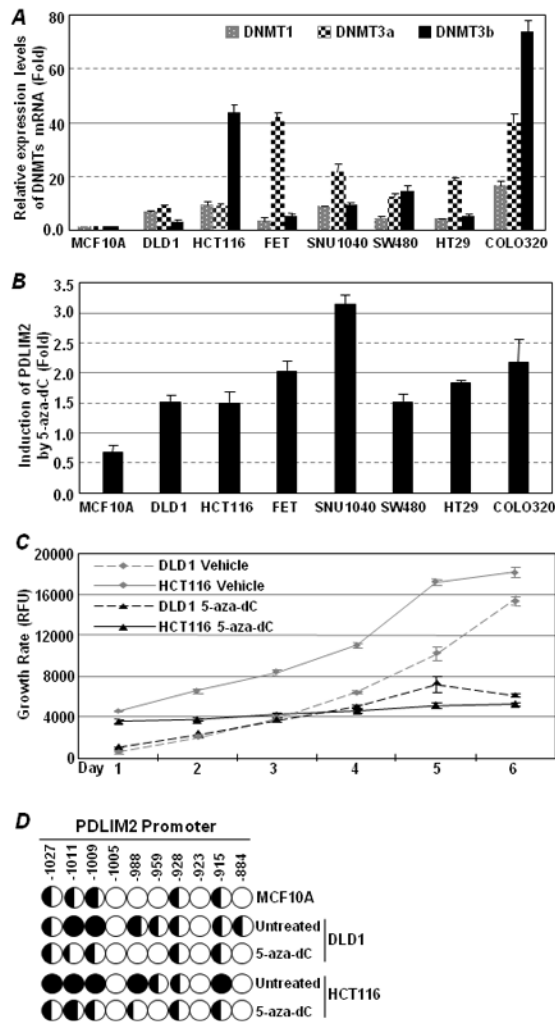 A
Relative expression levels of DNMTs mRNA (Fold)
DNMT1 DNMT3a DNMT3b
80
60
40
20
0.0
MCF10A DLD1 HCT116 FET SNU1040 SW480 HT29 COLO320
B
Induction of PDLIM2 by 5-aza-dC (Fold)
3.5
3.0
2.5
2.0
1.5
1.0
0.5
0.0
MCF10A DLD1 HCT116 FET SNU1040 SW480 HT29 COLO320
C
Growth Rate (RFU)
20000
16000
12000
8000
4000
0
DLD1 Vehicle
HCT116 Vehicle
DLD1 5-aza-dC
HCT116 5-aza-dC
Day 1 2 3 4 5 6
D
PDLIM2 Promoter
-1027 -1011 -1009 -1005 -988 -959 -928 -923 -915 -884
MCF10A
Untreated
5-aza-dC
DLD1
Untreated
5-aza-dC
HCT116